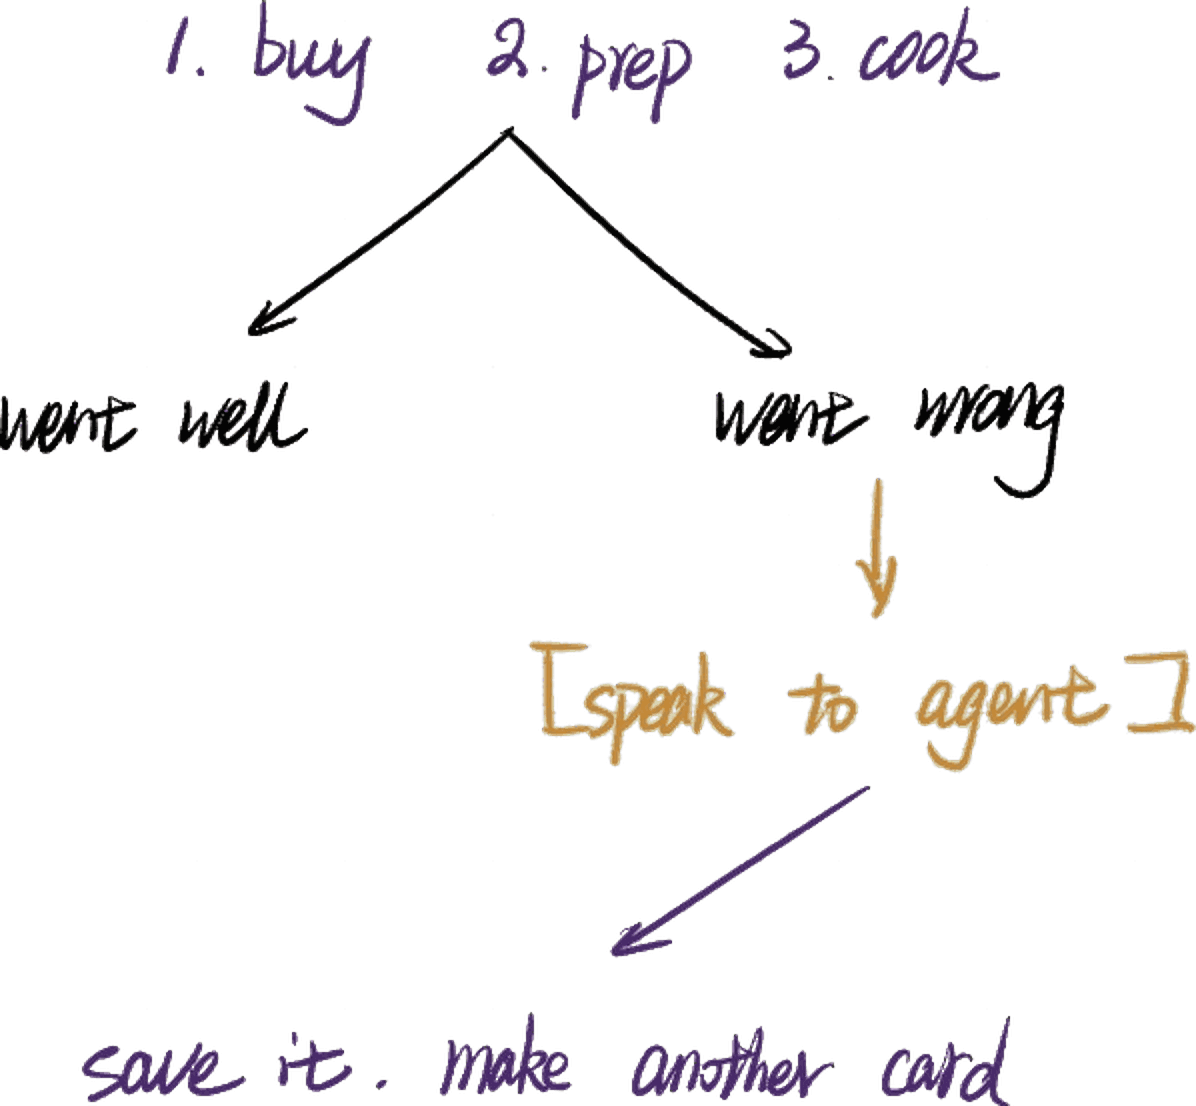 1. buy 2. prep 3. cook
went well went wrong
[speak to agent]
save it. make another card